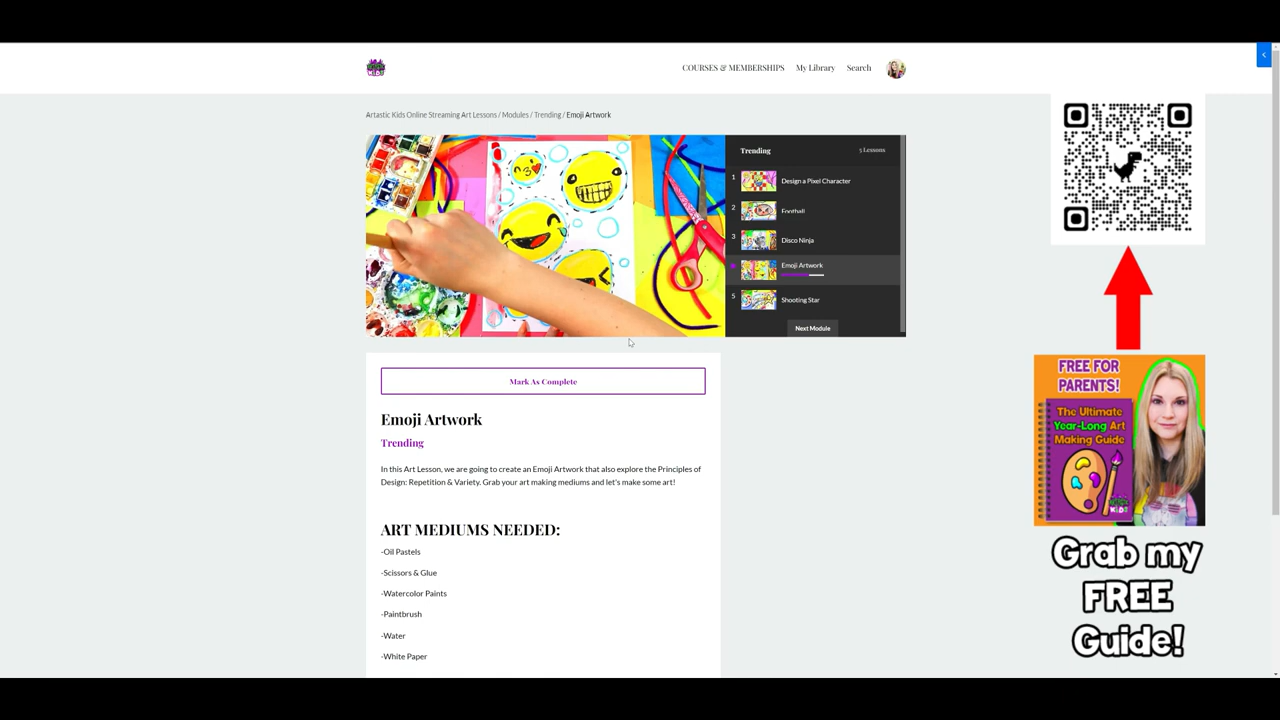 COURSES & MEMBERSHIPS My Library Search
Artastic Kids Online Streaming Art Lessons / Modules / Trending / Emoji Artwork
Trending 5 Lessons
1 Design a Pixel Character
2 Football
3 Disco Ninja
Emoji Artwork
5 Shooting Star
Next Module
Mark As Complete
Emoji Artwork
Trending
In this Art Lesson, we are going to create an Emoji Artwork that also explore the Principles of
Design: Repetition & Variety. Grab your art making mediums and let's make some art!
ART MEDIUMS NEEDED:
-Oil Pastels
-Scissors & Glue
-Watercolor Paints
-Paintbrush
-Water
-White Paper
FREE FOR
PARENTS!
The Ultimate
Year-Long Art
Making Guide
Grab my
FREE
Guide!